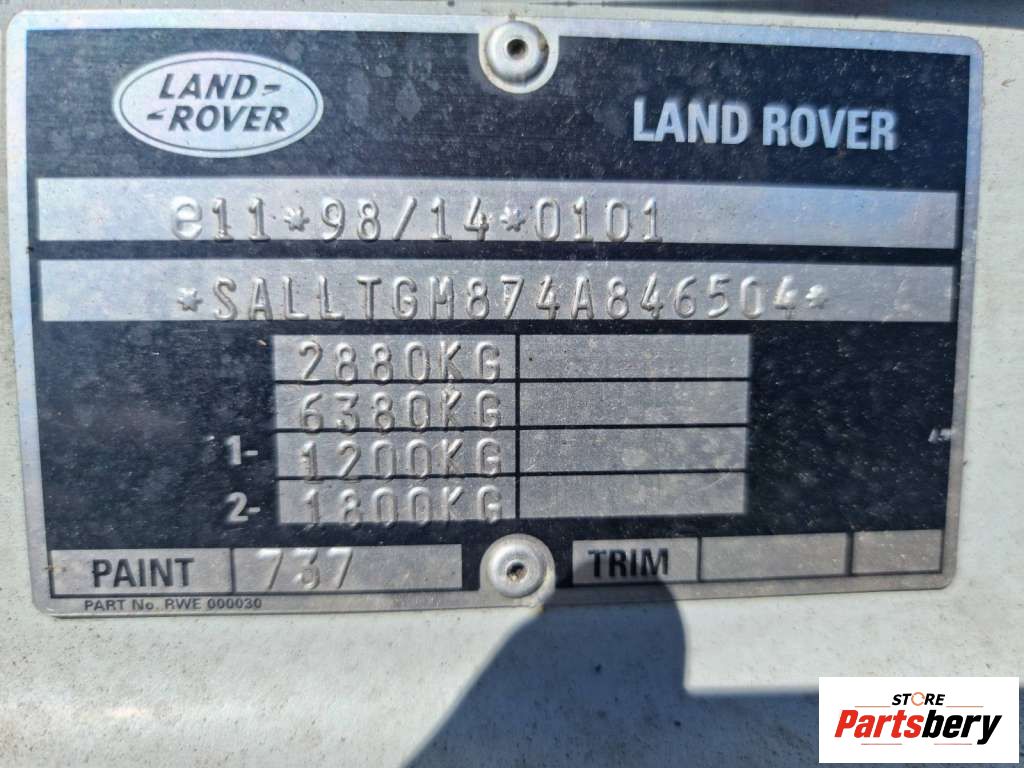 LAND-
-ROVER
LAND ROVER
e11*98/14*0101
*SALLTGM874A846504*
2880KG
6380KG
1- 1200KG
2- 1800KG
PAINT 737 TRIM
PART No. RWE 000030
STORE
Partsbery